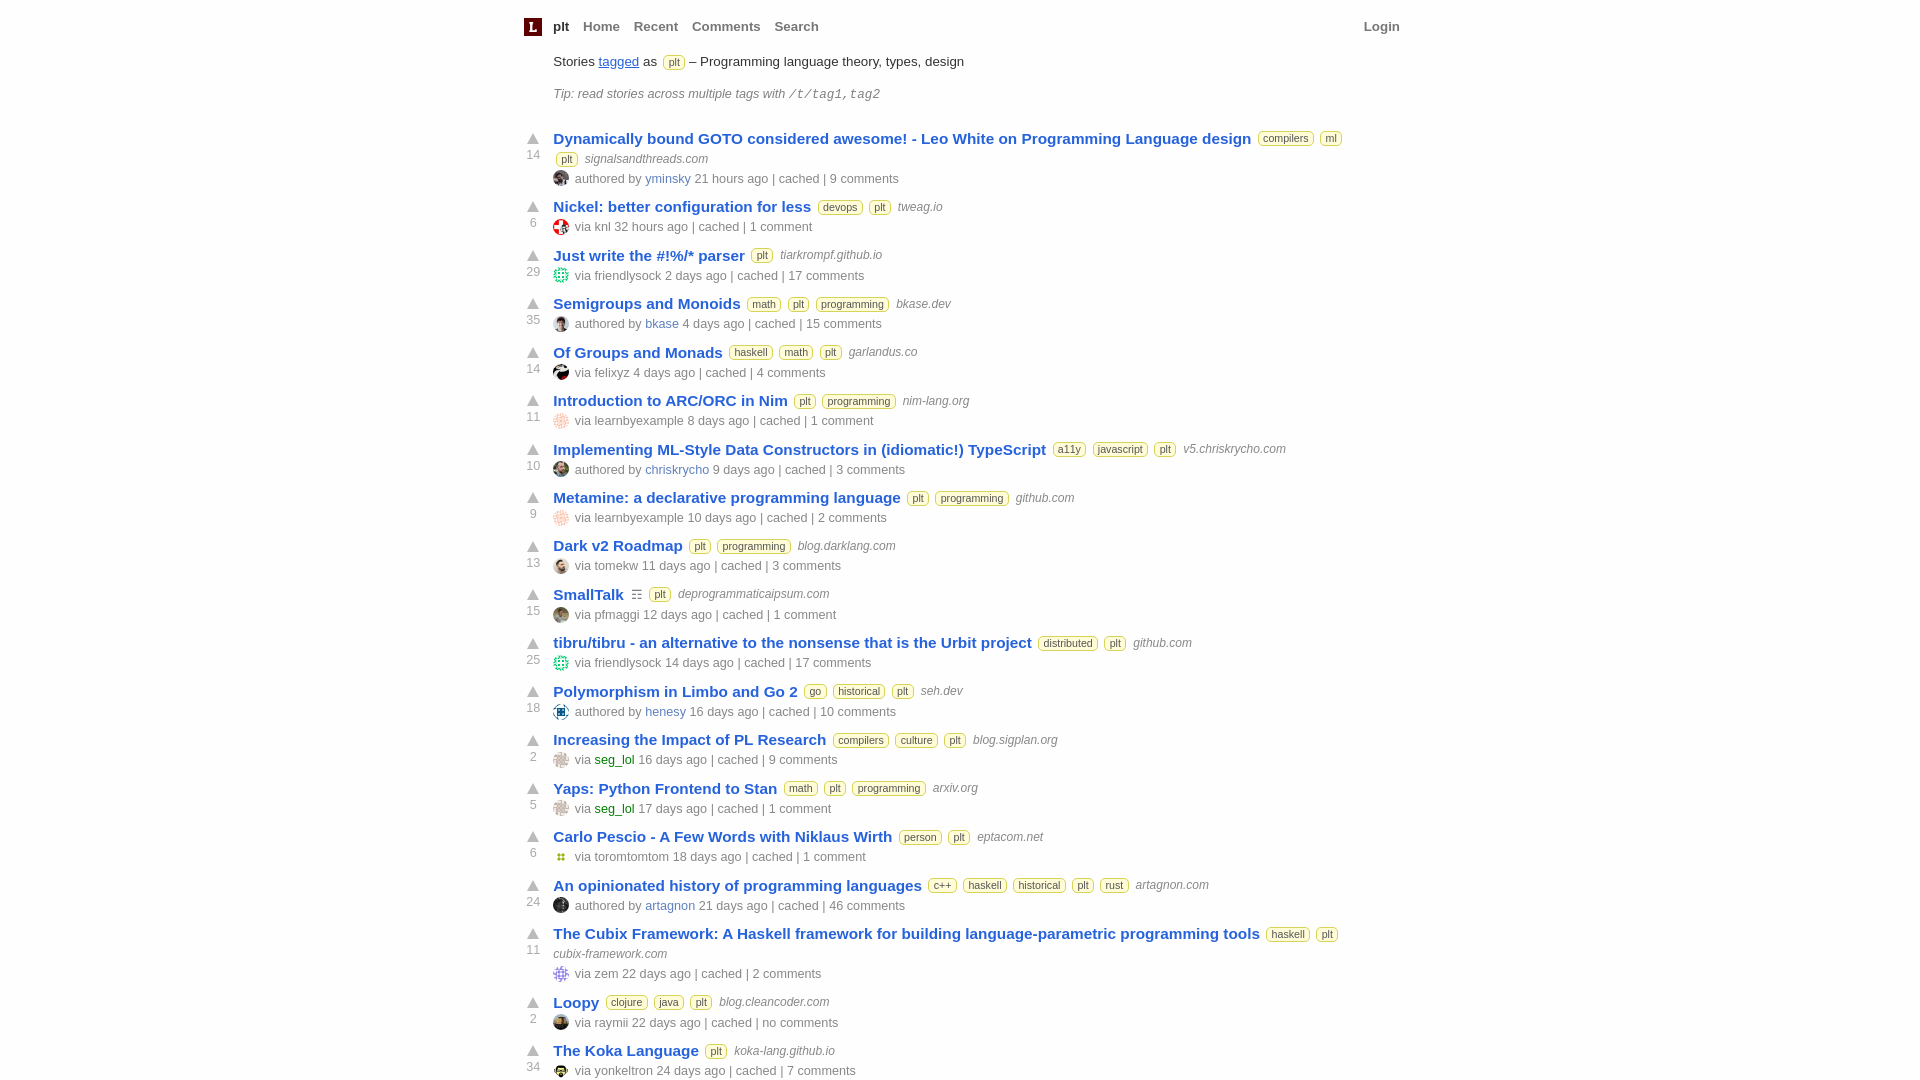 L plt Home Recent Comments Search Login
Stories tagged as plt – Programming language theory, types, design
Tip: read stories across multiple tags with /t/tag1,tag2
Dynamically bound GOTO considered awesome! - Leo White on Programming Language design compilers ml
14 plt signalsandthreads.com
authored by yminsky 21 hours ago | cached | 9 comments
Nickel: better configuration for less devops plt tweag.io
6 via knl 32 hours ago | cached | 1 comment
Just write the #!%/* parser plt tiarkrompf.github.io
29 via friendlysock 2 days ago | cached | 17 comments
Semigroups and Monoids math plt programming bkase.dev
35 authored by bkase 4 days ago | cached | 15 comments
Of Groups and Monads haskell math plt garlandus.co
14 via felixyz 4 days ago | cached | 4 comments
Introduction to ARC/ORC in Nim plt programming nim-lang.org
11 via learnbyexample 8 days ago | cached | 1 comment
Implementing ML-Style Data Constructors in (idiomatic!) TypeScript a11y javascript plt v5.chriskrycho.com
10 authored by chriskrycho 9 days ago | cached | 3 comments
Metamine: a declarative programming language plt programming github.com
9 via learnbyexample 10 days ago | cached | 2 comments
Dark v2 Roadmap plt programming blog.darklang.com
13 via tomekw 11 days ago | cached | 3 comments
SmallTalk ☶ plt deprogrammaticaipsum.com
15 via pfmaggi 12 days ago | cached | 1 comment
tibru/tibru - an alternative to the nonsense that is the Urbit project distributed plt github.com
25 via friendlysock 14 days ago | cached | 17 comments
Polymorphism in Limbo and Go 2 go historical plt seh.dev
18 authored by henesy 16 days ago | cached | 10 comments
Increasing the Impact of PL Research compilers culture plt blog.sigplan.org
2 via seg_lol 16 days ago | cached | 9 comments
Yaps: Python Frontend to Stan math plt programming arxiv.org
5 via seg_lol 17 days ago | cached | 1 comment
Carlo Pescio - A Few Words with Niklaus Wirth person plt eptacom.net
6 via toromtomtom 18 days ago | cached | 1 comment
An opinionated history of programming languages c++ haskell historical plt rust artagnon.com
24 authored by artagnon 21 days ago | cached | 46 comments
The Cubix Framework: A Haskell framework for building language-parametric programming tools haskell plt
11 cubix-framework.com
via zem 22 days ago | cached | 2 comments
Loopy clojure java plt blog.cleancoder.com
2 via raymii 22 days ago | cached | no comments
The Koka Language plt koka-lang.github.io
34 via yonkeltron 24 days ago | cached | 7 comments